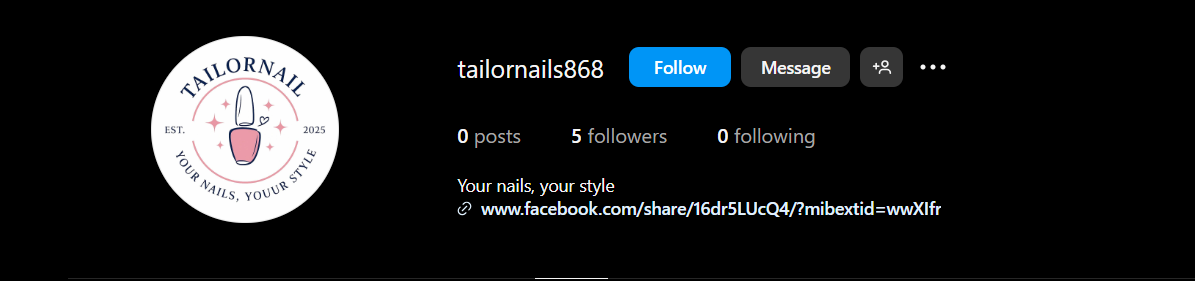 TAILORNAIL
EST. 2025
YOUR NAILS, YOUUR STYLE
tailornails868 Follow Message
0 posts 5 followers 0 following
Your nails, your style
www.facebook.com/share/16dr5LUcQ4/?mibextid=wwXIfr